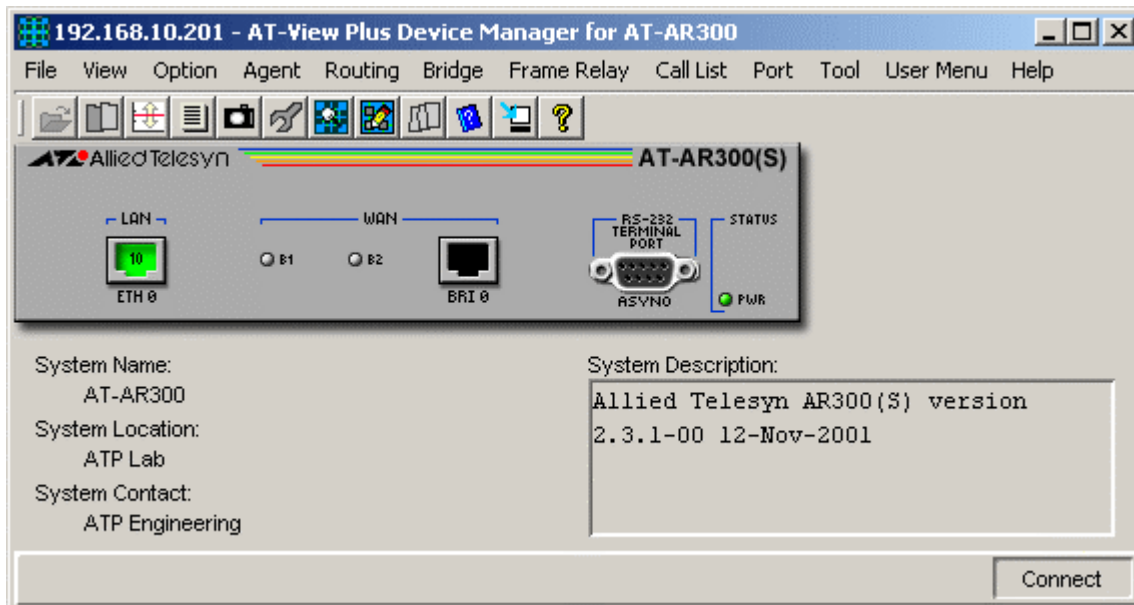 192.168.10.201 - AT-View Plus Device Manager for AT-AR300
File View Option Agent Routing Bridge Frame Relay Call List Port Tool User Menu Help
Allied Telesyn AT-AR300(S)
LAN WAN RS-232 TERMINAL PORT STATUS
10 B1 B2
ETH 0 BRI 0 ASYN0 PWR
System Name:
AT-AR300
System Location:
ATP Lab
System Contact:
ATP Engineering
System Description:
Allied Telesyn AR300(S) version
2.3.1-00 12-Nov-2001
Connect